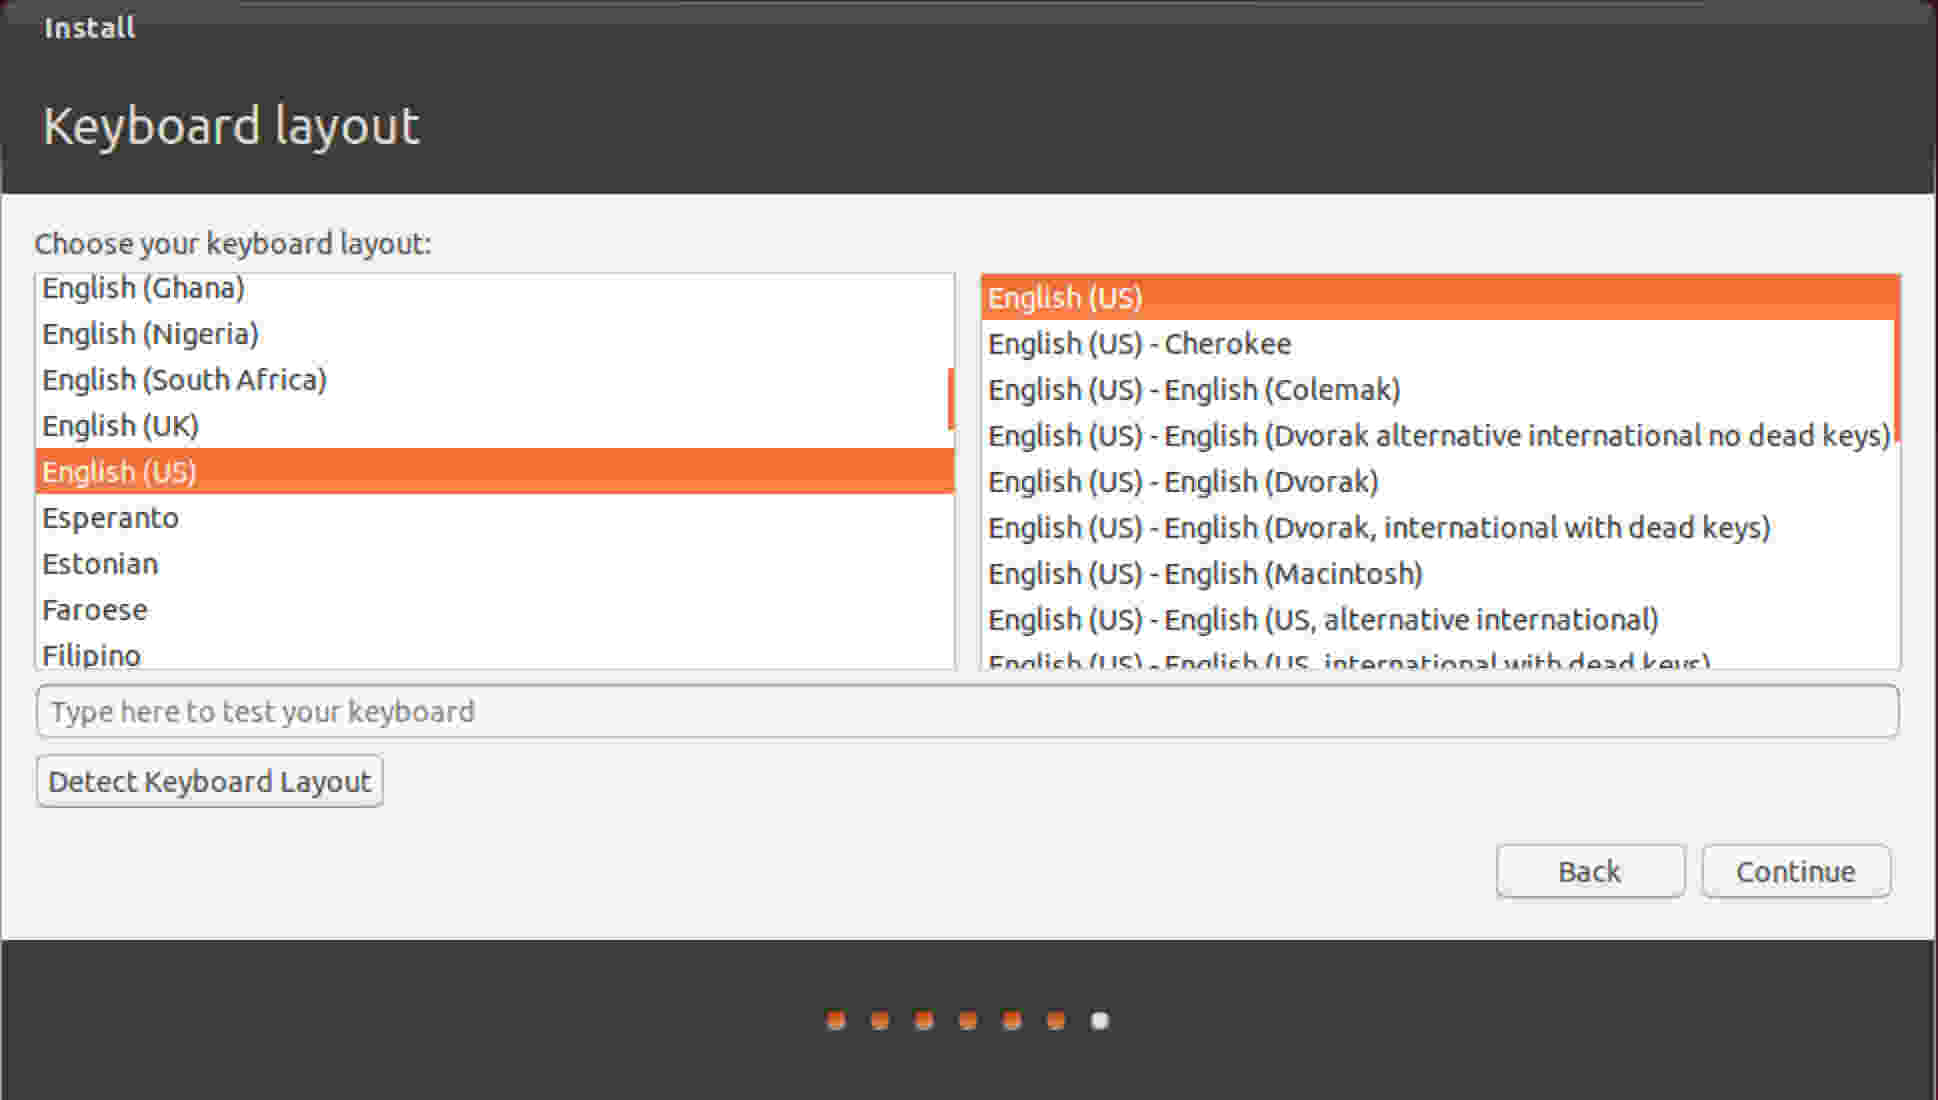 Install
Keyboard layout
Choose your keyboard layout:
English (Ghana)
English (Nigeria)
English (South Africa)
English (UK)
English (US)
Esperanto
Estonian
Faroese
Filipino
English (US)
English (US) - Cherokee
English (US) - English (Colemak)
English (US) - English (Dvorak alternative international no dead keys)
English (US) - English (Dvorak)
English (US) - English (Dvorak, international with dead keys)
English (US) - English (Macintosh)
English (US) - English (US, alternative international)
English (US) - English (US, international with dead keys)
Type here to test your keyboard
Detect Keyboard Layout
Back
Continue